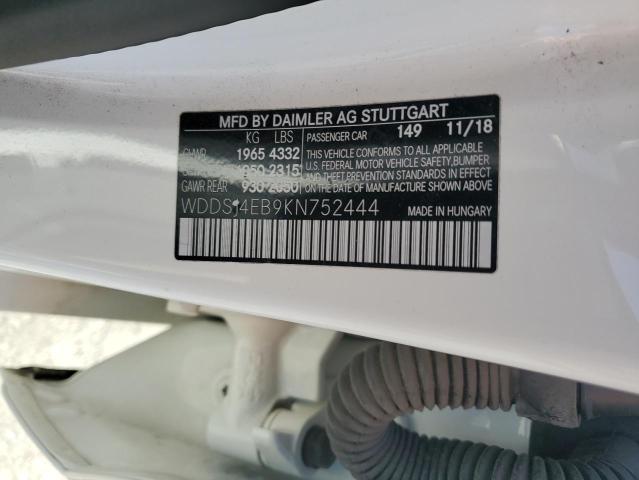 MFD BY DAIMLER AG STUTTGART
KG LBS PASSENGER CAR 149 11/18
GVWR 1965 4332 THIS VEHICLE CONFORMS TO ALL APPLICABLE
2315 U.S. FEDERAL MOTOR VEHICLE SAFETY, BUMPER
AND THEFT PREVENTION STANDARDS IN EFFECT
GAWR REAR 930 2050 ON THE DATE OF MANUFACTURE SHOWN ABOVE.
WDDSJ4EB9KN752444 MADE IN HUNGARY